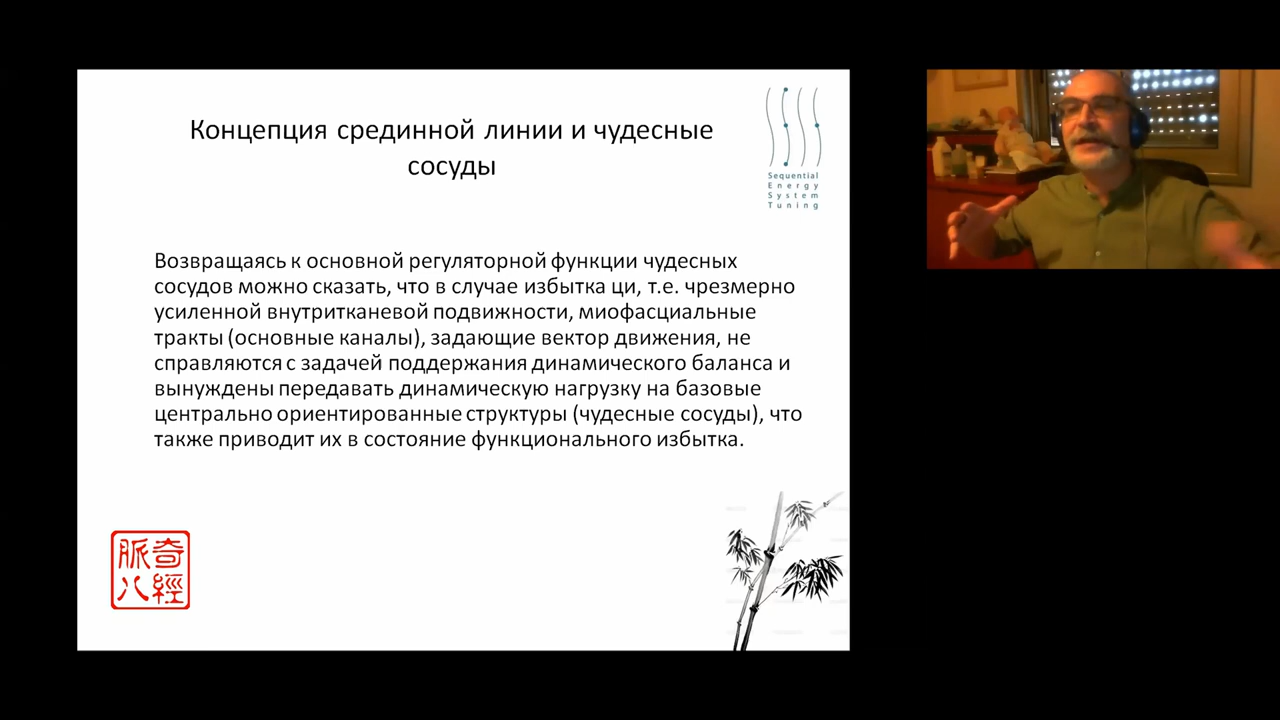 Концепция срединной линии и чудесные
сосуды
Sequential
Energy
System
Tuning
Возвращаясь к основной регуляторной функции чудесных
сосудов можно сказать, что в случае избытка ци, т.е. чрезмерно
усиленной внутритканевой подвижности, миофасциальные
тракты (основные каналы), задающие вектор движения, не
справляются с задачей поддержания динамического баланса и
вынуждены передавать динамическую нагрузку на базовые
центрально ориентированные структуры (чудесные сосуды), что
также приводит их в состояние функционального избытка.
奇經
八脈